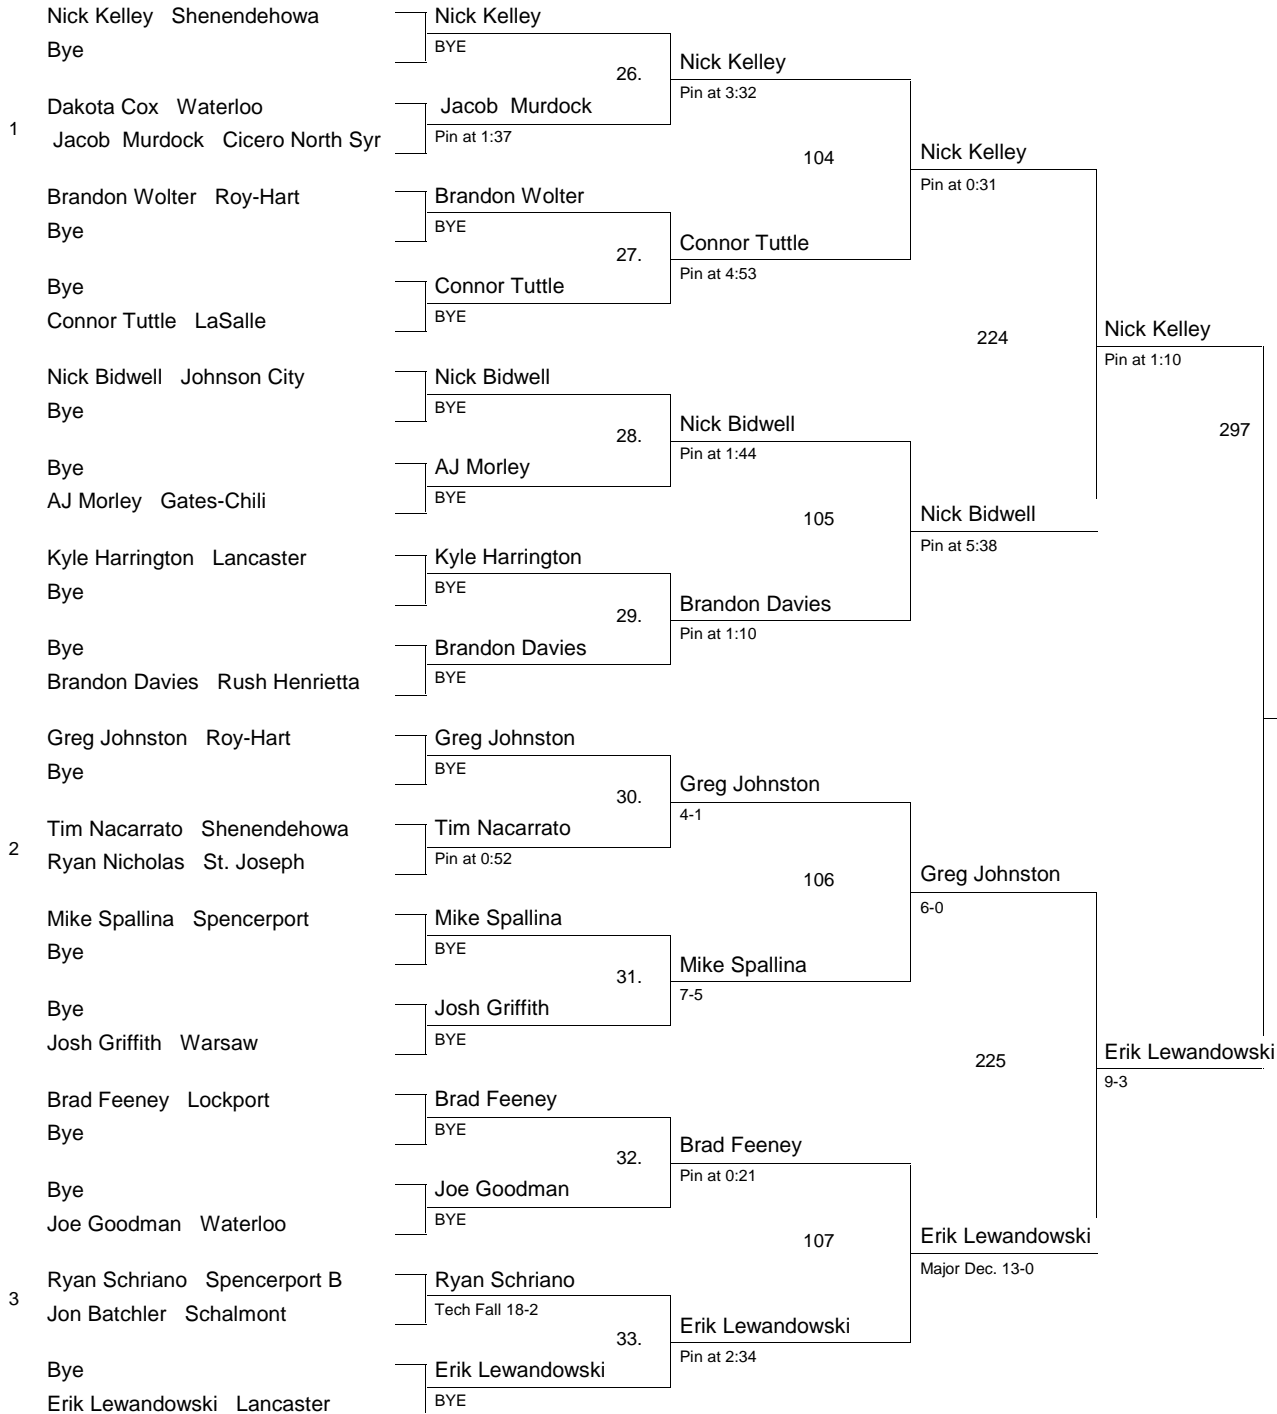 Nick Kelley Shenendehowa
Bye
1
Dakota Cox Waterloo
Jacob Murdock Cicero North Syr
Brandon Wolter Roy-Hart
Bye
Bye
Connor Tuttle LaSalle
Nick Bidwell Johnson City
Bye
Bye
AJ Morley Gates-Chili
Kyle Harrington Lancaster
Bye
Bye
Brandon Davies Rush Henrietta
Greg Johnston Roy-Hart
Bye
2
Tim Nacarrato Shenendehowa
Ryan Nicholas St. Joseph
Mike Spallina Spencerport
Bye
Bye
Josh Griffith Warsaw
Brad Feeney Lockport
Bye
Bye
Joe Goodman Waterloo
3
Ryan Schriano Spencerport B
Jon Batchler Schalmont
Bye
Erik Lewandowski Lancaster
Nick Kelley
BYE
26.
Jacob Murdock
Pin at 1:37
Brandon Wolter
BYE
27.
Connor Tuttle
BYE
Nick Bidwell
BYE
28.
AJ Morley
BYE
Kyle Harrington
BYE
29.
Brandon Davies
BYE
Greg Johnston
BYE
30.
Tim Nacarrato
Pin at 0:52
Mike Spallina
BYE
31.
Josh Griffith
BYE
Brad Feeney
BYE
32.
Joe Goodman
BYE
Ryan Schriano
Tech Fall 18-2
33.
Erik Lewandowski
BYE
Nick Kelley
Pin at 3:32
104
Connor Tuttle
Pin at 4:53
Nick Bidwell
Pin at 1:44
105
Brandon Davies
Pin at 1:10
Greg Johnston
4-1
106
Mike Spallina
7-5
Brad Feeney
Pin at 0:21
107
Erik Lewandowski
Pin at 2:34
Nick Kelley
Pin at 0:31
224
Nick Bidwell
Pin at 5:38
Greg Johnston
6-0
225
Erik Lewandowski
Major Dec. 13-0
Nick Kelley
Pin at 1:10
297
Erik Lewandowski
9-3